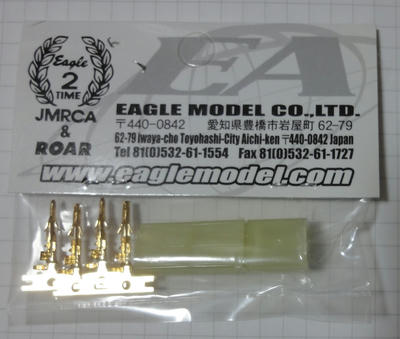 EA
Eagle
2
TIME
JMRCA
&
ROAR
EAGLE MODEL CO.,LTD.
〒440-0842 愛知県豊橋市岩屋町 62-79
62-79 Iwaya-cho Toyohashi-City Aichi-ken 〒440-0842 Japan
Tel 81(0)532-61-1554 Fax 81(0)532-61-1727
www.eaglemodel.com